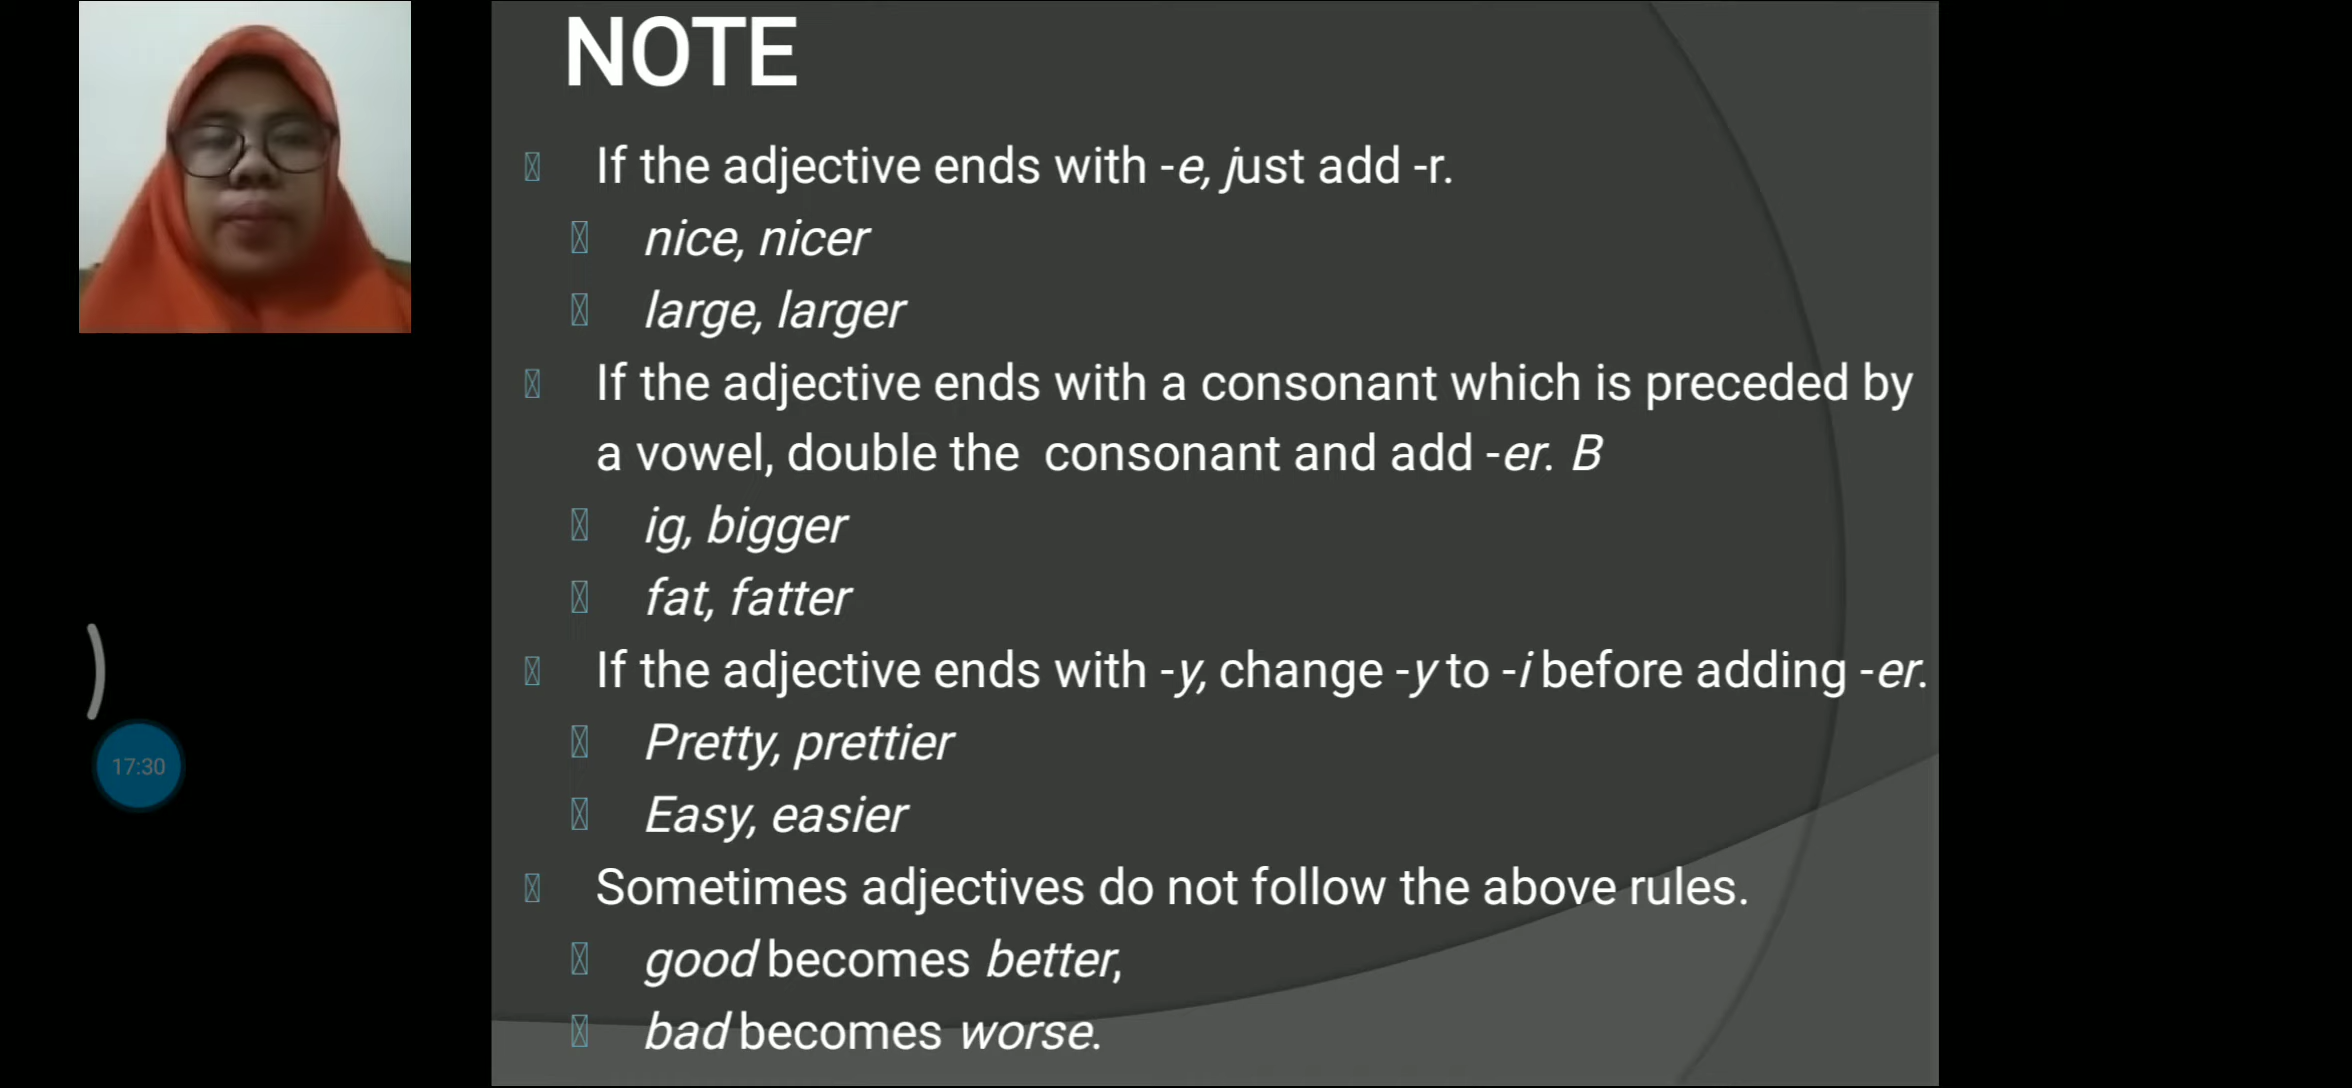 NOTE
If the adjective ends with -e, just add -r.
nice, nicer
large, larger
If the adjective ends with a consonant which is preceded by
a vowel, double the consonant and add -er. B
ig, bigger
fat, fatter
If the adjective ends with -y, change -y to -i before adding -er.
Pretty, prettier
Easy, easier
Sometimes adjectives do not follow the above rules.
good becomes better,
bad becomes worse.
17:30